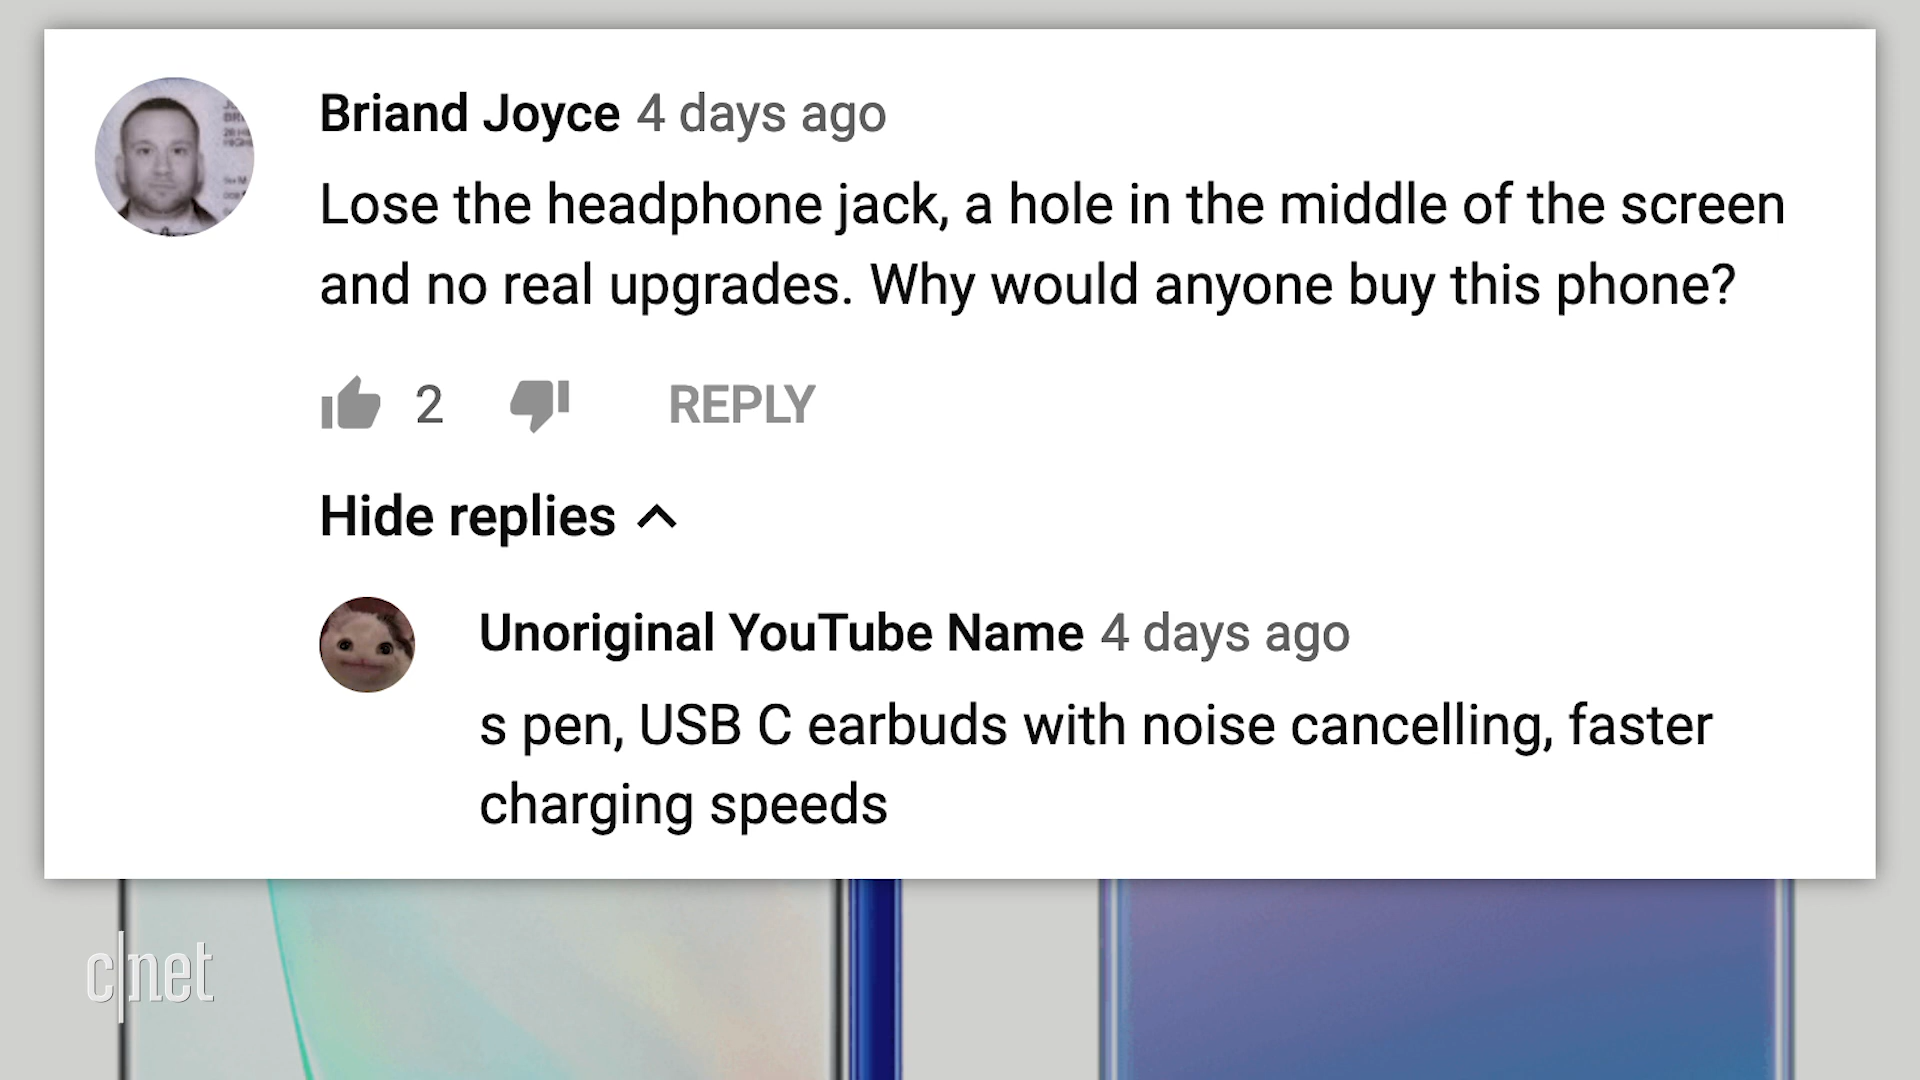 Briand Joyce 4 days ago
Lose the headphone jack, a hole in the middle of the screen
and no real upgrades. Why would anyone buy this phone?
2 REPLY
Hide replies
Unoriginal YouTube Name 4 days ago
s pen, USB C earbuds with noise cancelling, faster
charging speeds
c|net